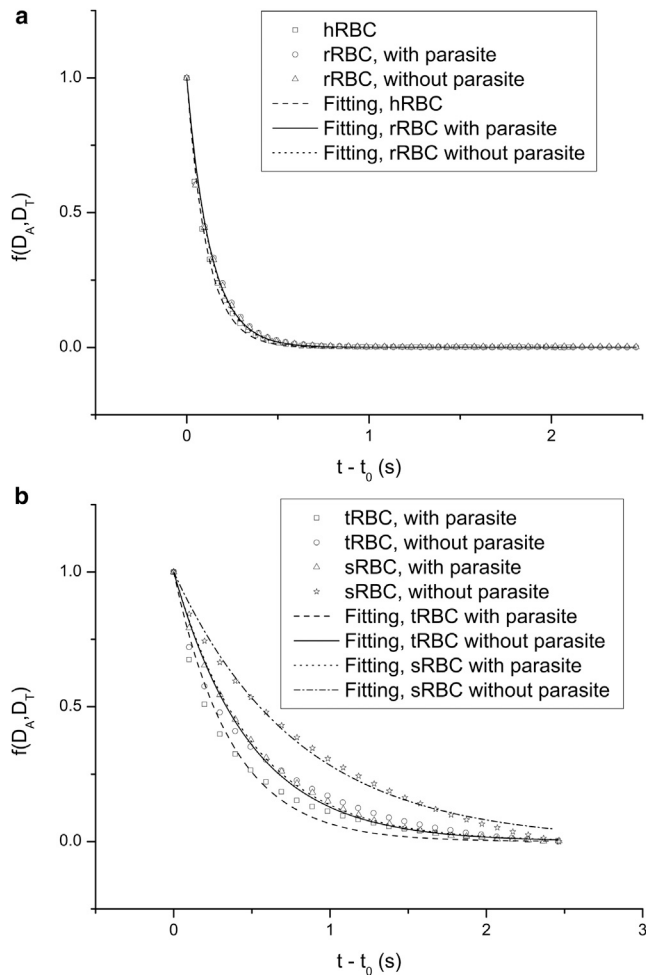 a
hRBC
rRBC, with parasite
rRBC, without parasite
Fitting, hRBC
Fitting, rRBC with parasite
Fitting, rRBC without parasite
1.0
0.5
0.0
f(D_A,D_T)
0
1
2
t - t_0 (s)
b
tRBC, with parasite
tRBC, without parasite
sRBC, with parasite
sRBC, without parasite
Fitting, tRBC with parasite
Fitting, tRBC without parasite
Fitting, sRBC with parasite
Fitting, sRBC without parasite
1.0
0.5
0.0
f(D_A,D_T)
0
1
2
3
t - t_0 (s)